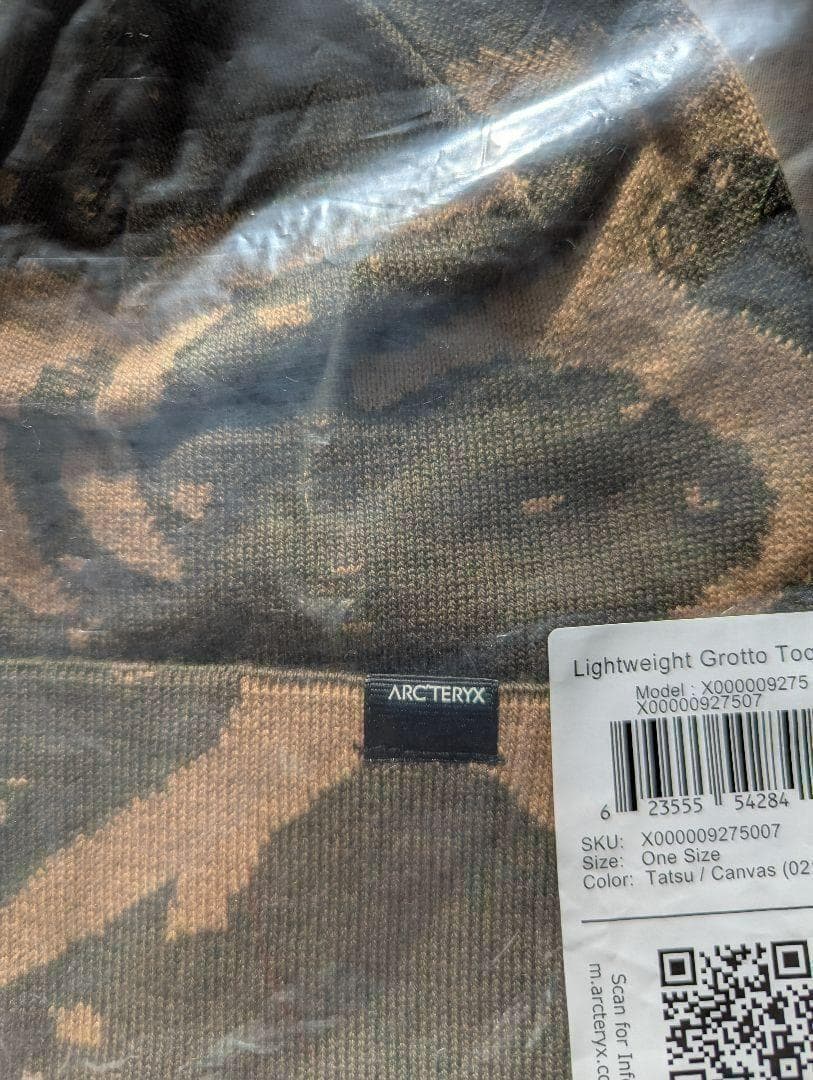 ARC'TERYX
Lightweight Grotto Too
Model : X000009275
X00000927507
6 23555 54284
SKU: X000009275007
Size: One Size
Color: Tatsu / Canvas (02
Scan for Inf
m.arcteryx.co